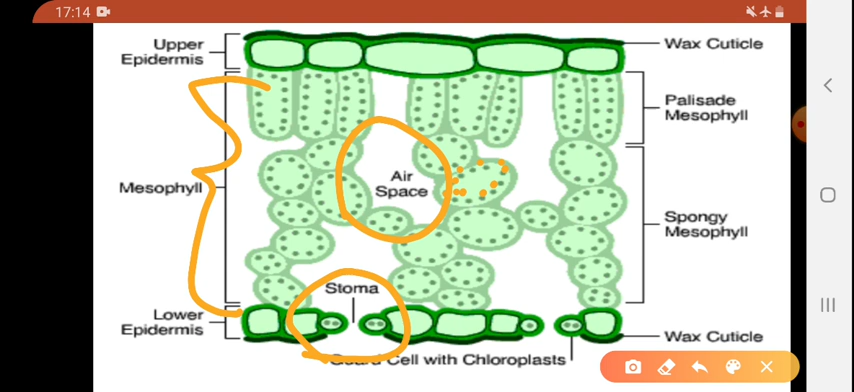 17:14
Upper
Epidermis
Wax Cuticle
Palisade
Mesophyll
Mesophyll
Air
Space
Spongy
Mesophyll
Stoma
Lower
Epidermis
Wax Cuticle
Guard Cell with Chloroplasts